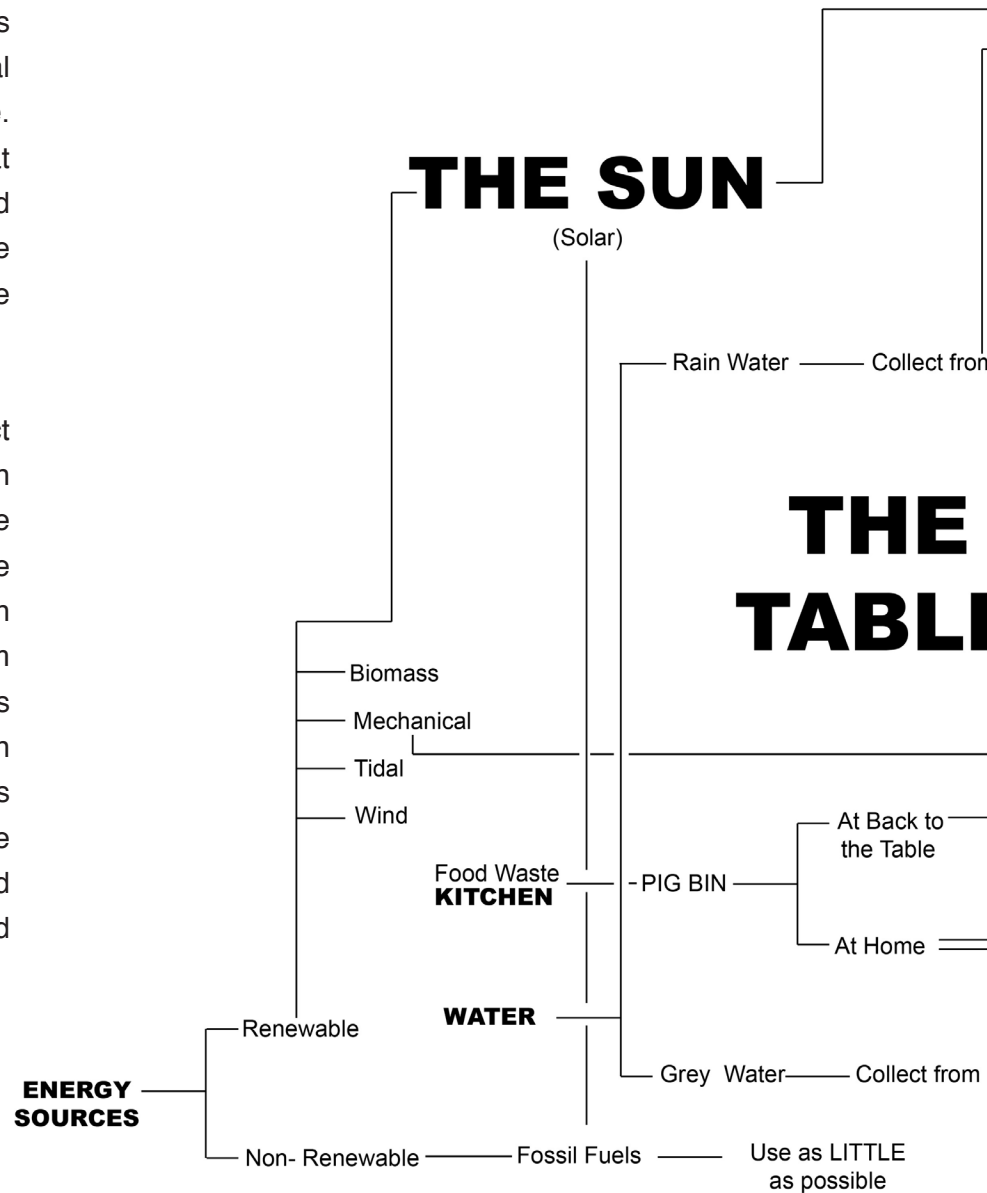 THE SUN
(Solar)
Rain Water
Collect from
THE
TABLE
Biomass
Mechanical
Tidal
Wind
Food Waste
KITCHEN
PIG BIN
At Back to
the Table
At Home
WATER
Renewable
Grey Water
Collect from
ENERGY
SOURCES
Non- Renewable
Fossil Fuels
Use as LITTLE
as possible